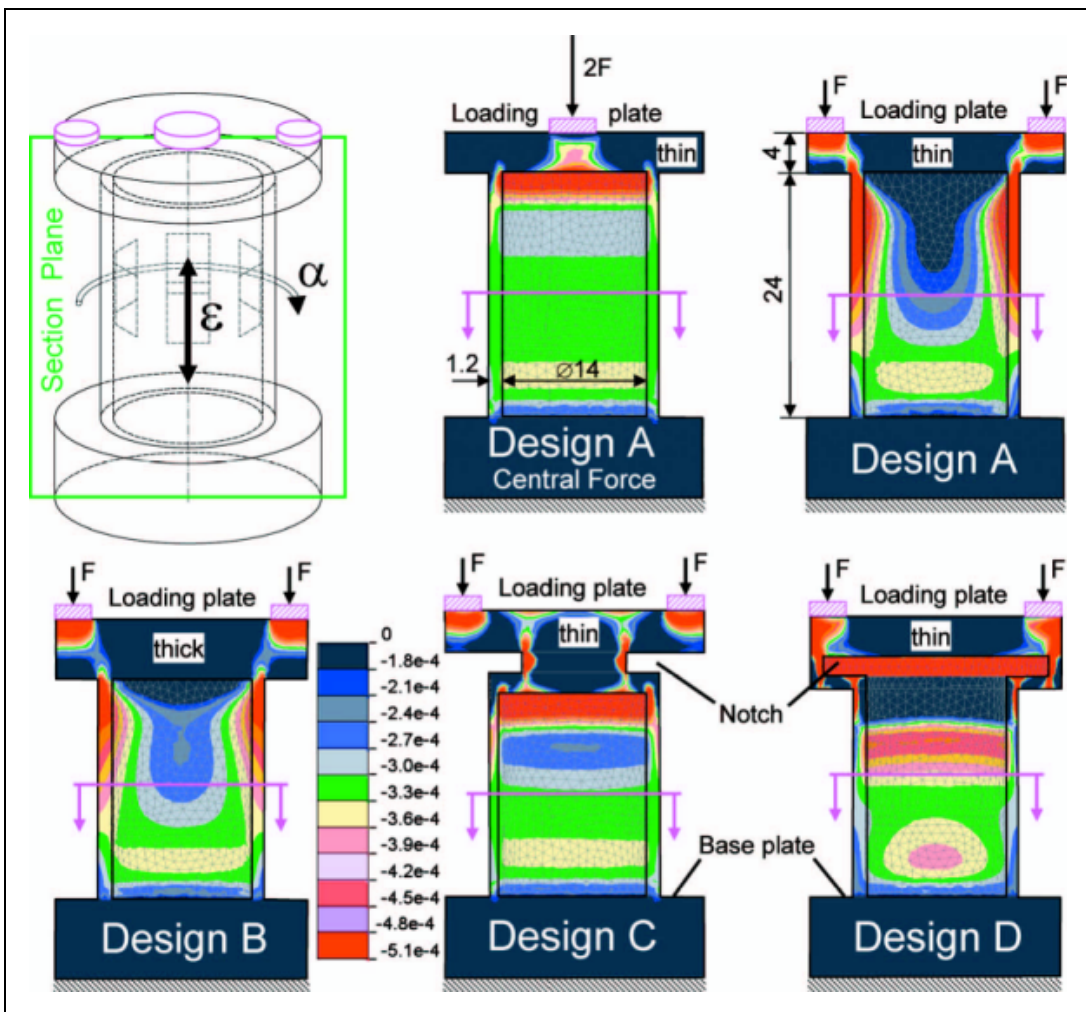 Section Plane
α
ε
2F
Loading plate
thin
1.2
∅14
Design A
Central Force
F
F
Loading plate
4
thin
24
Design A
F
F
Loading plate
thick
Design B
0
-1.8e-4
-2.1e-4
-2.4e-4
-2.7e-4
-3.0e-4
-3.3e-4
-3.6e-4
-3.9e-4
-4.2e-4
-4.5e-4
-4.8e-4
-5.1e-4
F
F
Loading plate
thin
Notch
Base plate
Design C
F
F
Loading plate
thin
Design D